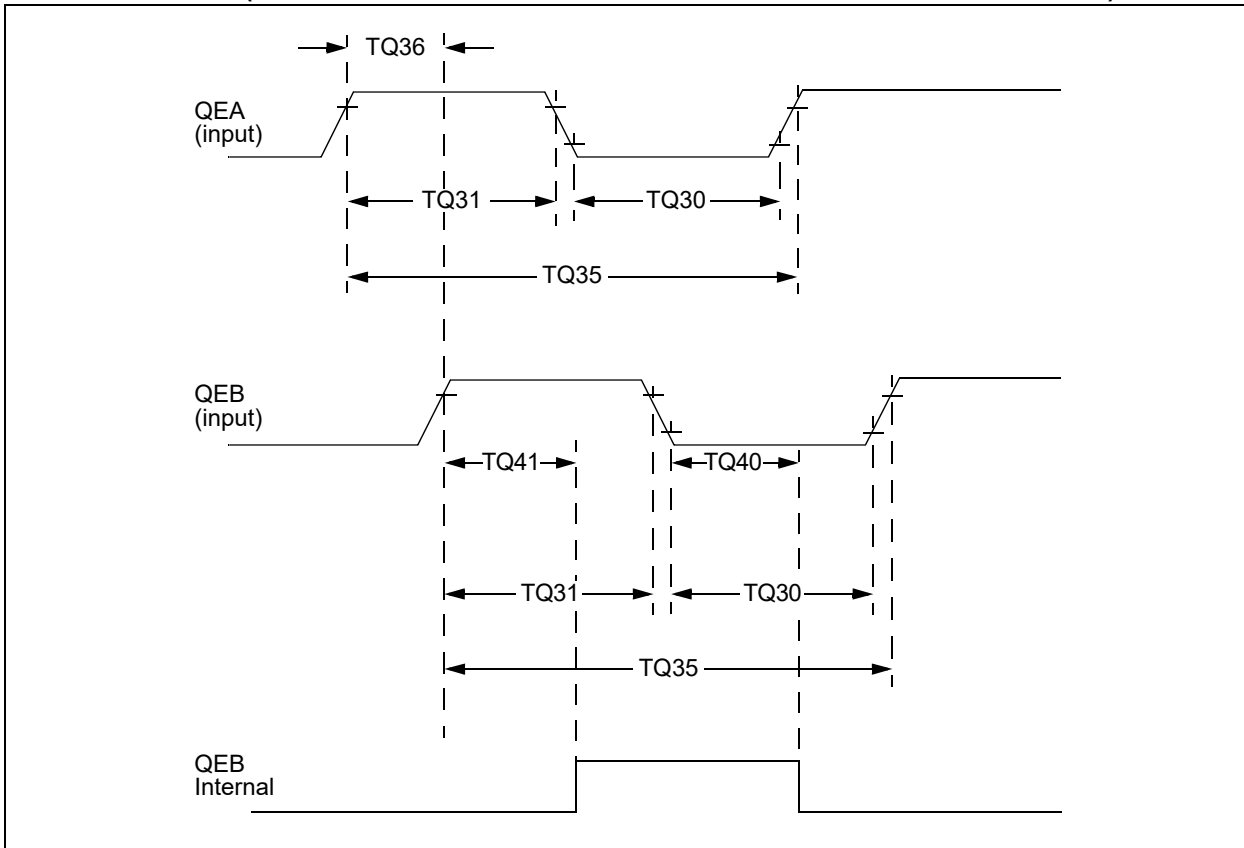 TQ36
QEA
(input)
TQ31
TQ30
TQ35
QEB
(input)
TQ41
TQ40
TQ31
TQ30
TQ35
QEB
Internal